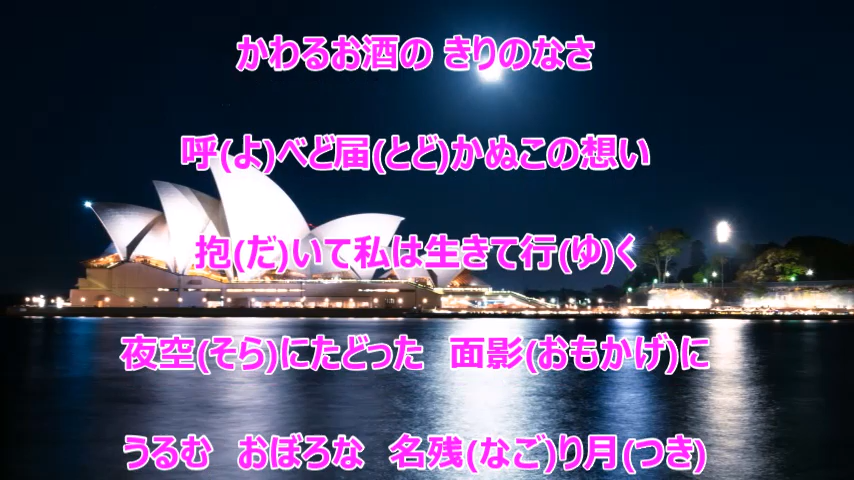 かわるお酒の きりのなさ
呼(よ)べど届(とど)かぬこの想い
抱(だ)いて私は生きて行(ゆ)く
夜空(そら)にたどった　面影(おもかげ)に
うるむ　おぼろな　名残(なご)り月(つき)